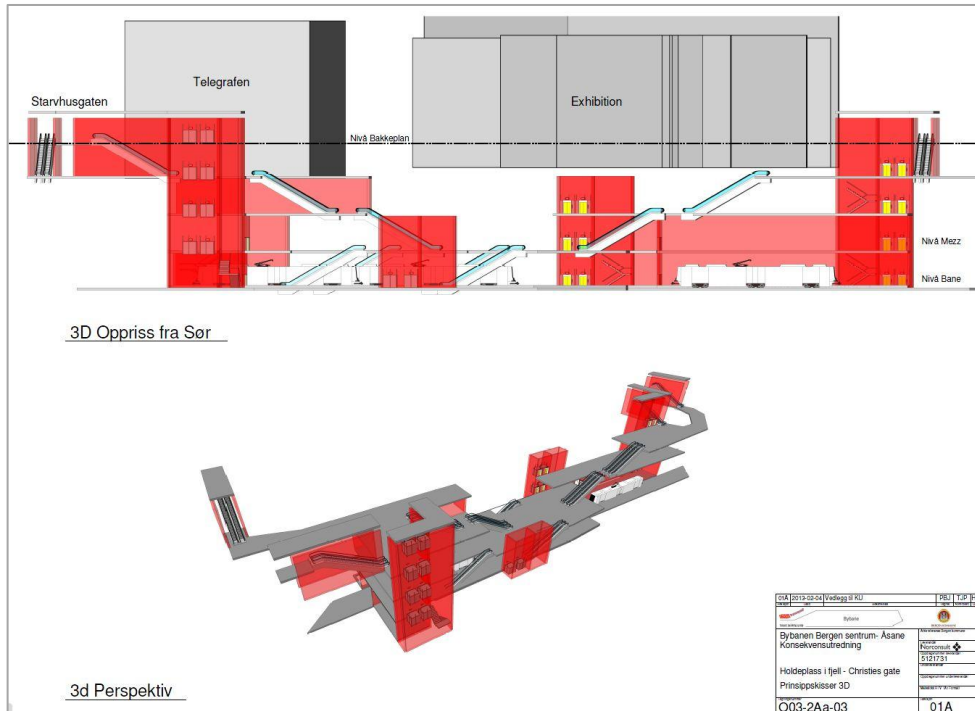 Telegrafen
Starvhusgaten
Exhibition
Nivå Bakkeplan
Nivå Mezz
Nivå Bane
3D Oppriss fra Sør
3d Perspektiv
01A 2013-02-04 Vedlegg til KU PBJ TJP
Bybane
Bybanen Bergen sentrum- Åsane
Konsekvensutredning
Norconsult
5121731
Holdeplass i fjell - Christies gate
Prinsippskisser 3D
O03-2Aa-03
01A